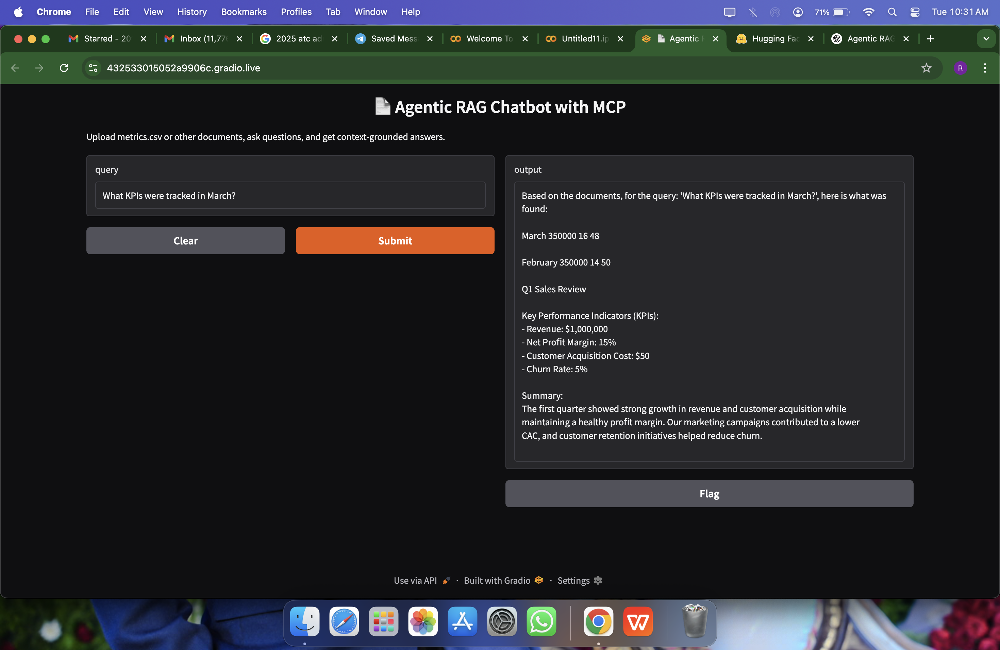 Chrome File Edit View History Bookmarks Profiles Tab Window Help 71% Tue 10:31 AM
Starred - 20 Inbox (11,77 2025 atc ad Saved Mess Welcome To Untitled11.ip Agentic Hugging Fac Agentic RAG
432533015052a9906c.gradio.live R
Agentic RAG Chatbot with MCP
Upload metrics.csv or other documents, ask questions, and get context-grounded answers.
query
What KPIs were tracked in March?
Clear Submit
output
Based on the documents, for the query: 'What KPIs were tracked in March?', here is what was
found:
March 350000 16 48
February 350000 14 50
Q1 Sales Review
Key Performance Indicators (KPIs):
- Revenue: $1,000,000
- Net Profit Margin: 15%
- Customer Acquisition Cost: $50
- Churn Rate: 5%
Summary:
The first quarter showed strong growth in revenue and customer acquisition while
maintaining a healthy profit margin. Our marketing campaigns contributed to a lower
CAC, and customer retention initiatives helped reduce churn.
Flag
Use via API · Built with Gradio · Settings